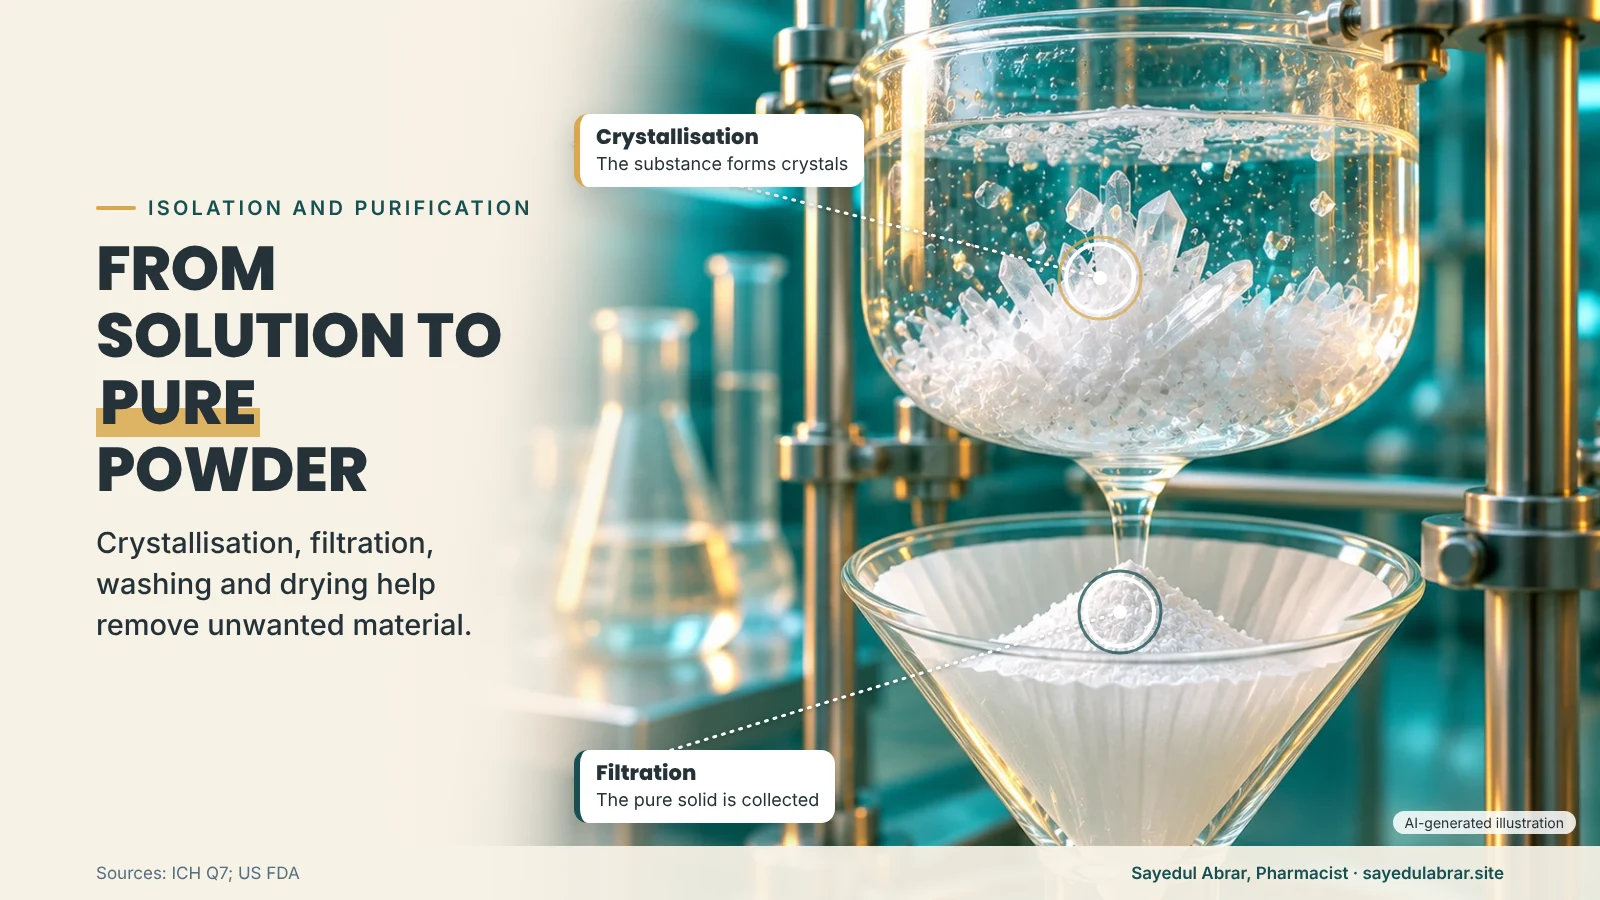 ISOLATION AND PURIFICATION
FROM
SOLUTION TO
PURE
POWDER
Crystallisation, filtration,
washing and drying help
remove unwanted material.
Crystallisation
The substance forms crystals
Filtration
The pure solid is collected
AI-generated illustration
Sources: ICH Q7; US FDA
Sayedul Abrar, Pharmacist · sayedulabrar.site